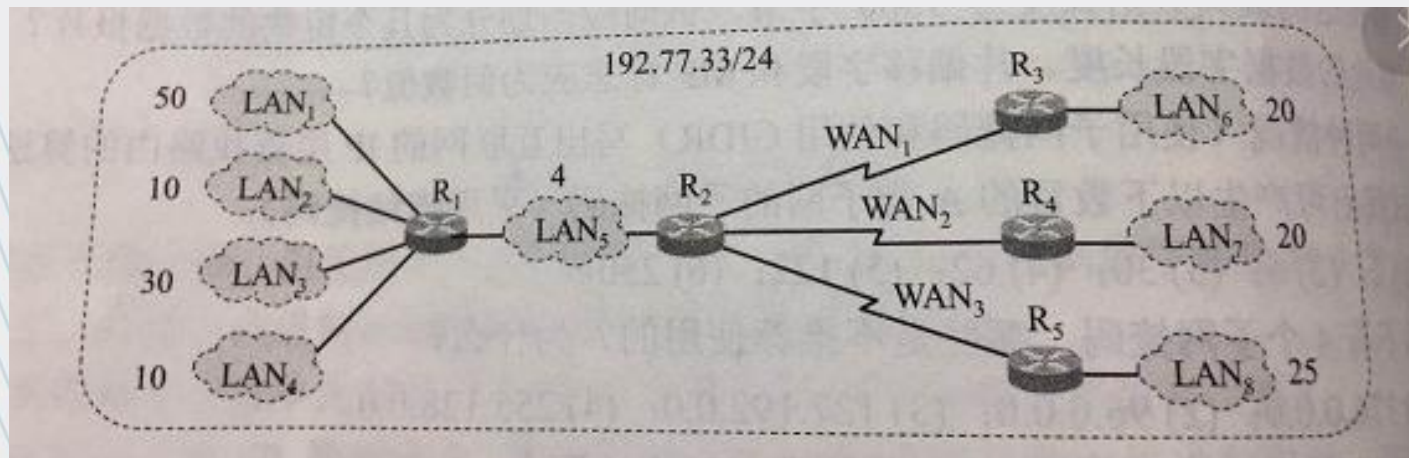 192.77.33/24
50 LAN₁
10 LAN₂
30 LAN₃
10 LAN₄
R₁
4
LAN₅
R₂
WAN₁
WAN₂
WAN₃
R₃
LAN₆ 20
R₄
LAN₇ 20
R₅
LAN₈ 25